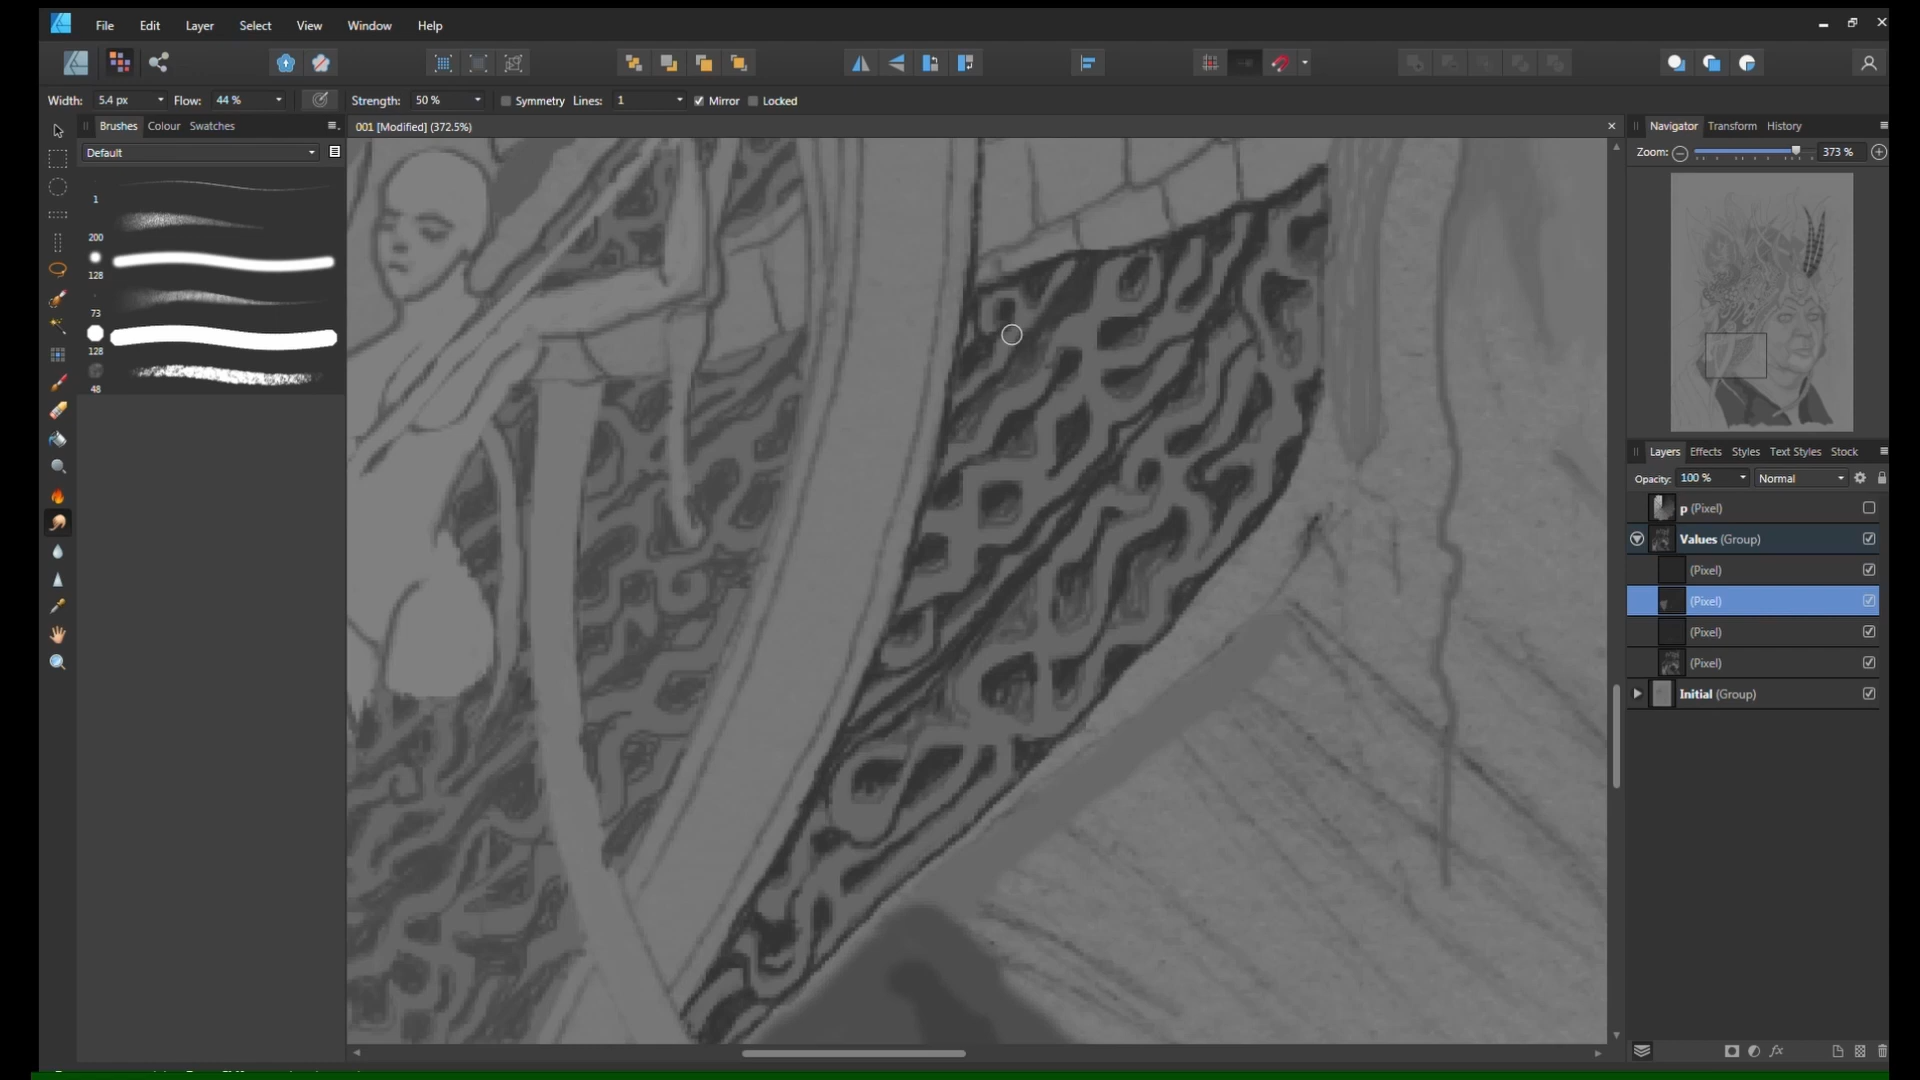 File Edit Layer Select View Window Help
Width: 5.4 px Flow: 44 % Strength: 50 % Symmetry Lines: 1 Mirror Locked
Brushes Colour Swatches
001 [Modified] (372.5%)
Navigator Transform History
Default
Zoom: 373 %
1
200
128
73
128
48
Layers Effects Styles Text Styles Stock
Opacity: 100 % Normal
p (Pixel)
Values (Group)
(Pixel)
(Pixel)
(Pixel)
(Pixel)
Initial (Group)
fx